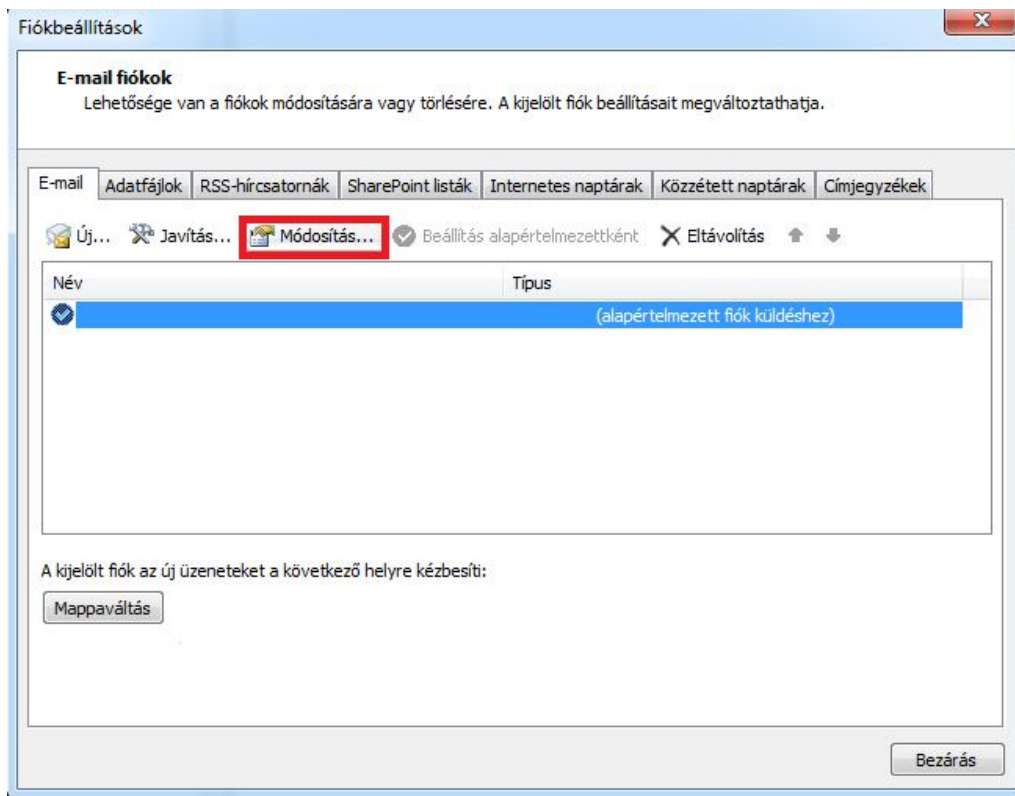 Fiókbeállítások
E-mail fiókok
Lehetősége van a fiókok módosítására vagy törlésére. A kijelölt fiók beállításait megváltoztathatja.
E-mail Adatfájlok RSS-hírcsatornák SharePoint listák Internetes naptárak Közzétett naptárak Címjegyzékek
Új... Javítás... Módosítás... Beállítás alapértelmezettként Eltávolítás
Név Típus
(alapértelmezett fiók küldéshez)
A kijelölt fiók az új üzeneteket a következő helyre kézbesíti:
Mappaváltás
Bezárás